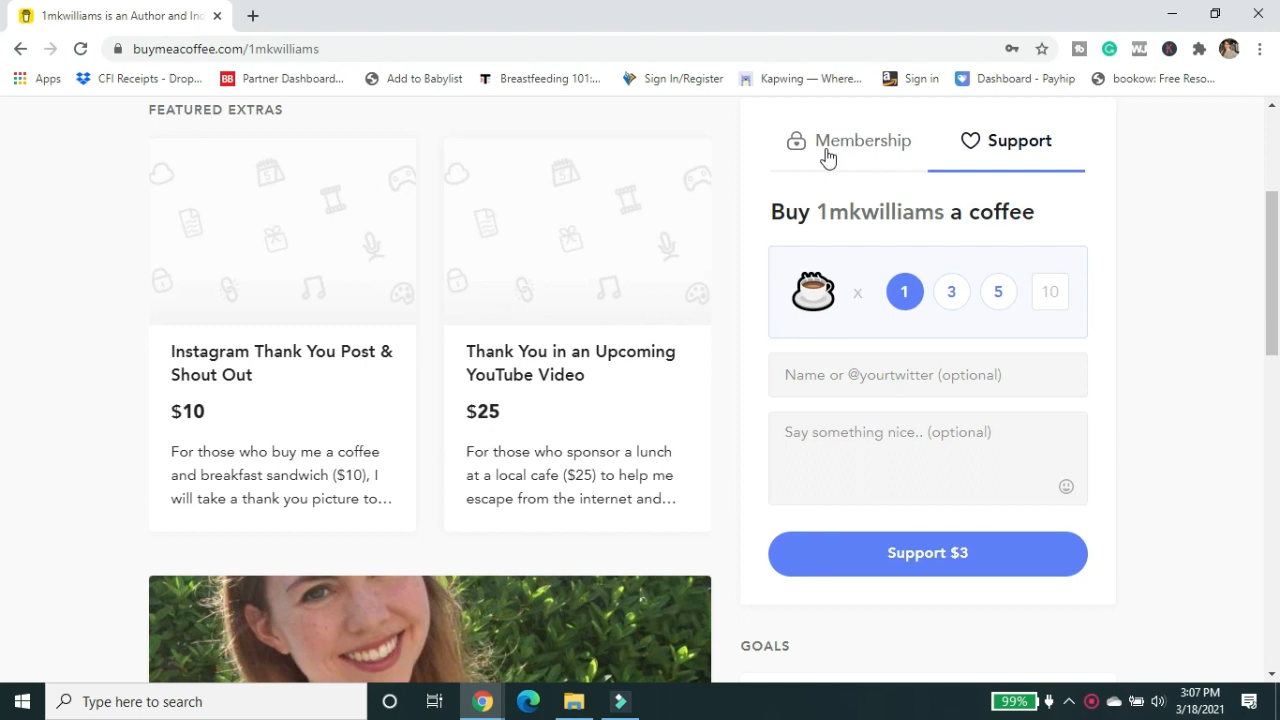 1mkwilliams is an Author and Ind
buymeacoffee.com/1mkwilliams
Apps
CFI Receipts - Drop...
BB
Partner Dashboard...
Add to Babylist
T
Breastfeeding 101:...
Sign In/Register
Kapwing — Where...
a
Sign in
Dashboard - Payhip
bookow: Free Reso...
FEATURED EXTRAS
Instagram Thank You Post &
Shout Out
$10
For those who buy me a coffee
and breakfast sandwich ($10), I
will take a thank you picture to...
Thank You in an Upcoming
YouTube Video
$25
For those who sponsor a lunch
at a local cafe ($25) to help me
escape from the internet and...
Membership
Support
Buy 1mkwilliams a coffee
x 1 3 5 10
Name or @yourtwitter (optional)
Say something nice.. (optional)
Support $3
GOALS
Type here to search
99%
3:07 PM
3/18/2021